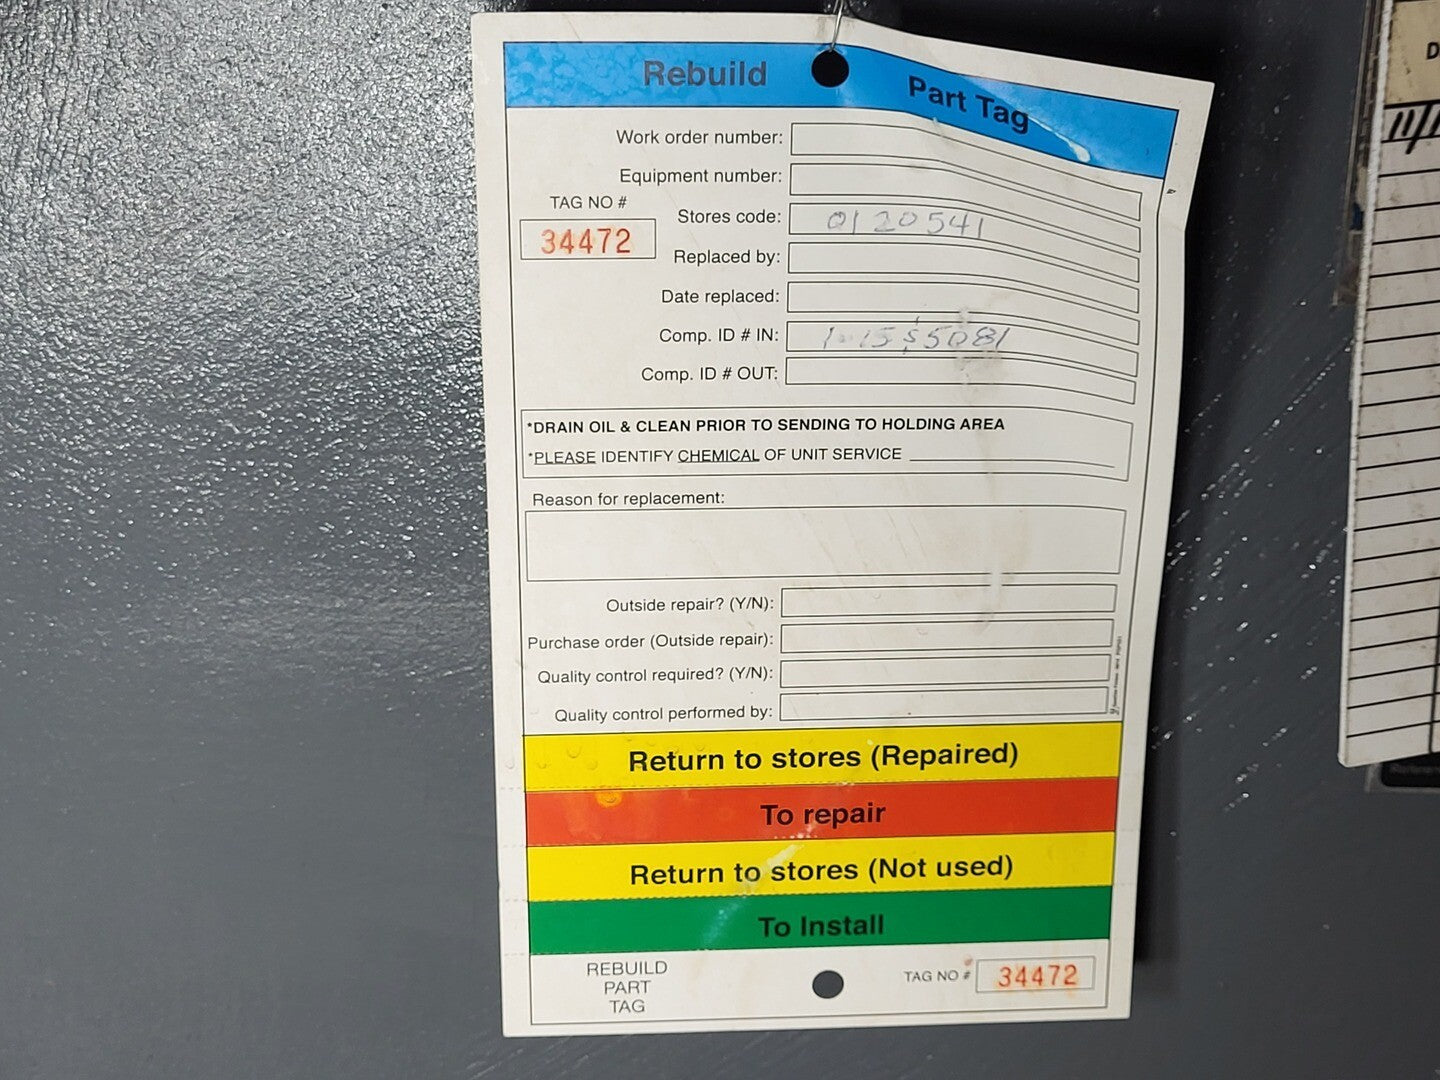 Rebuild Part Tag
Work order number:
Equipment number:
TAG NO #
34472
Stores code: 0120541
Replaced by:
Date replaced:
Comp. ID # IN:
Comp. ID # OUT:
*DRAIN OIL & CLEAN PRIOR TO SENDING TO HOLDING AREA
*PLEASE IDENTIFY CHEMICAL OF UNIT SERVICE
Reason for replacement:
Outside repair? (Y/N):
Purchase order (Outside repair):
Quality control required? (Y/N):
Quality control performed by:
Return to stores (Repaired)
To repair
Return to stores (Not used)
To Install
REBUILD
PART
TAG
TAG NO #
34472
D